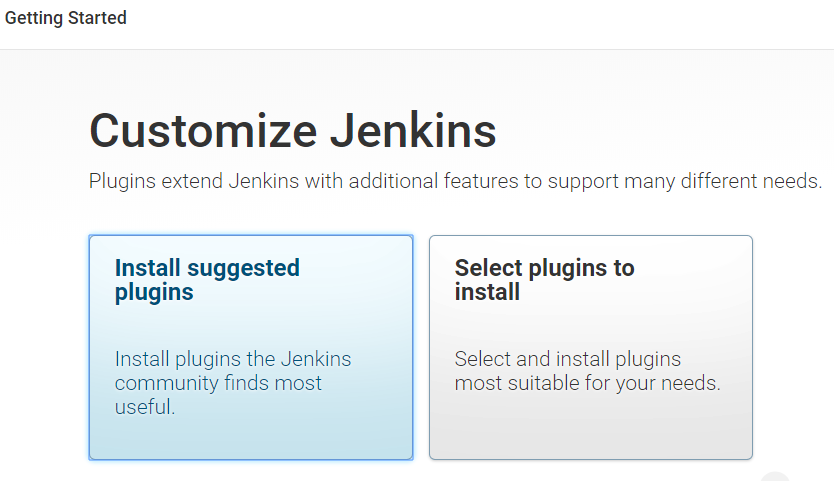 Getting Started
Customize Jenkins
Plugins extend Jenkins with additional features to support many different needs.
Install suggested
plugins
Install plugins the Jenkins
community finds most
useful.
Select plugins to
install
Select and install plugins
most suitable for your needs.